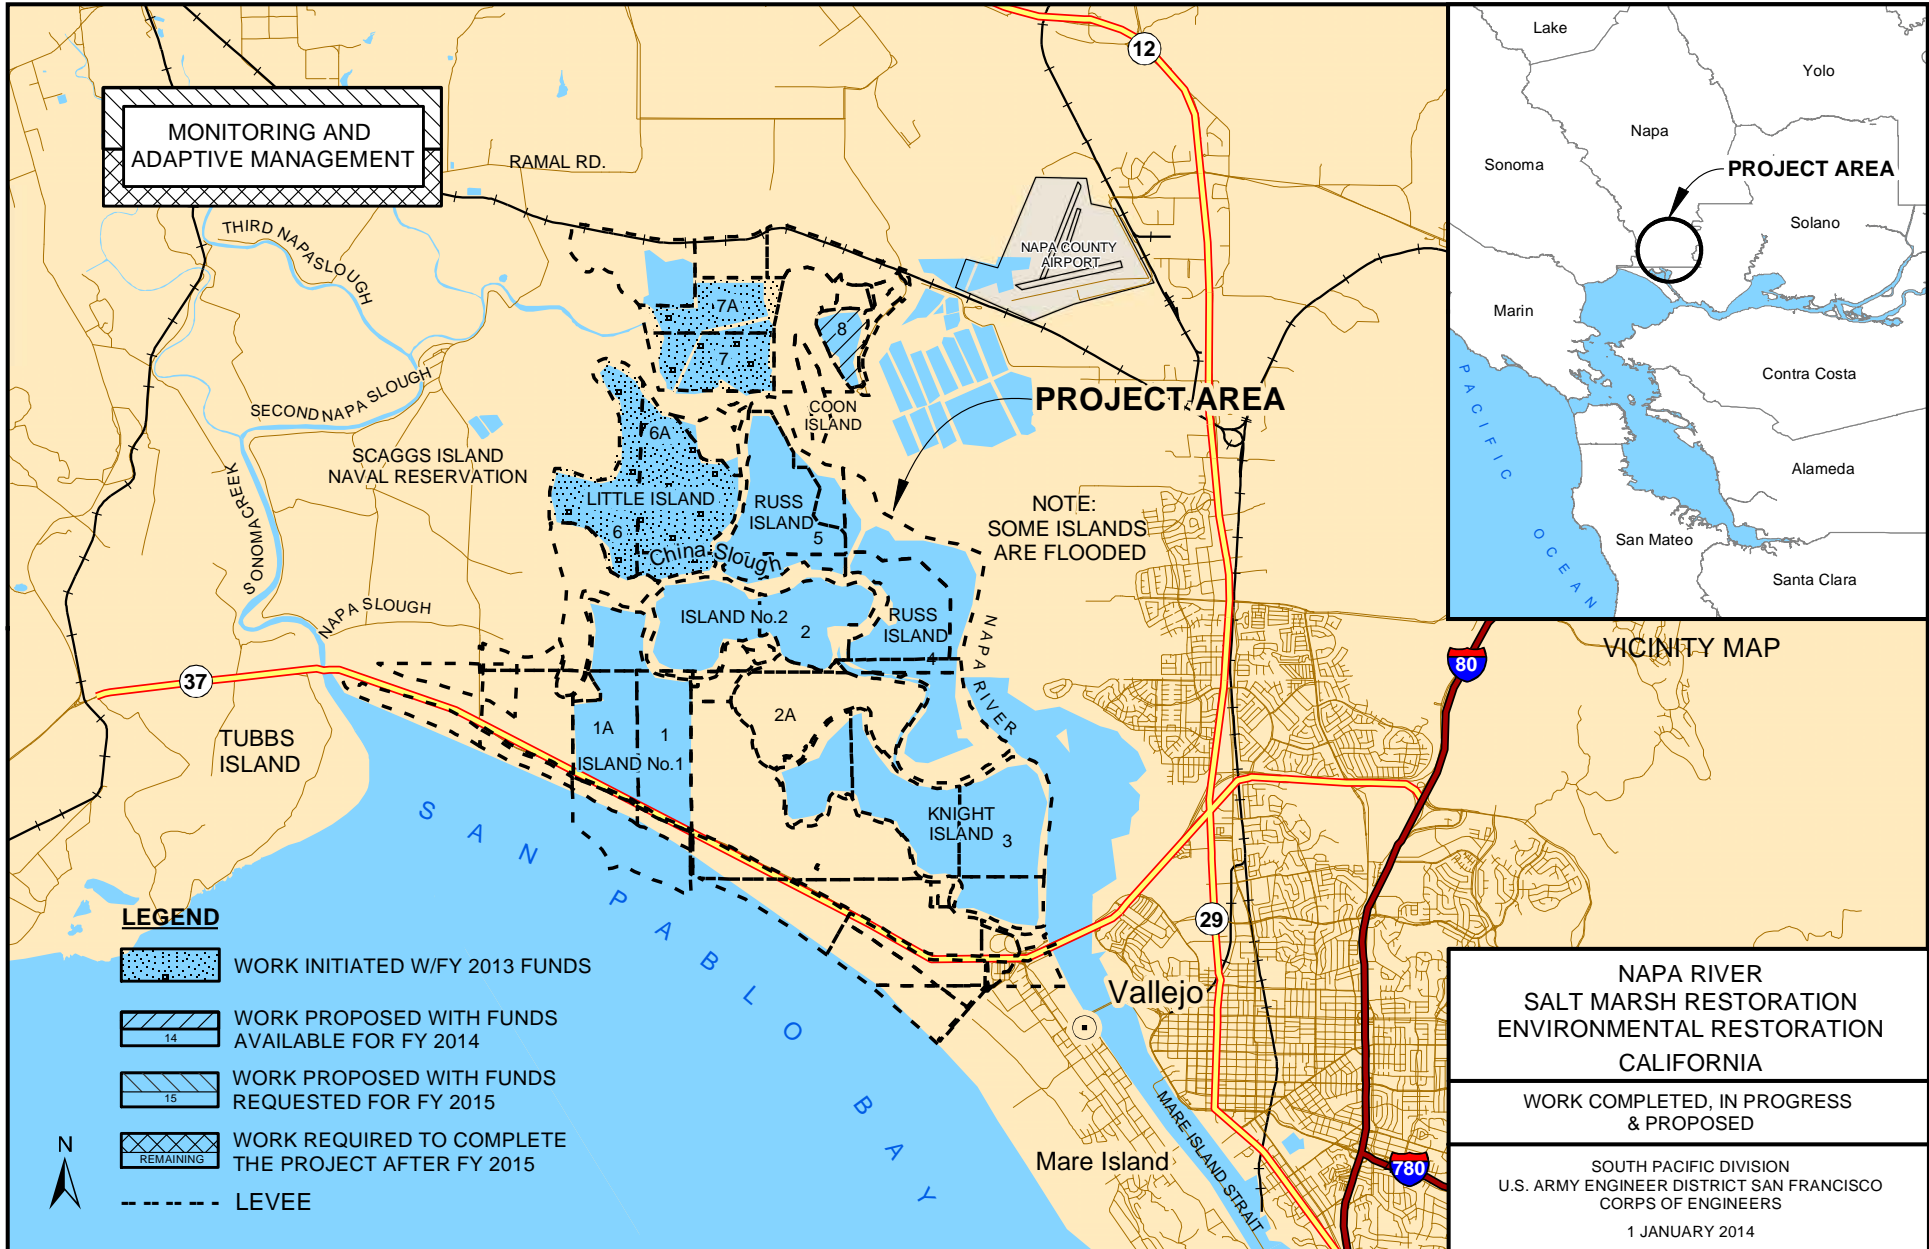 MONITORING AND
ADAPTIVE MANAGEMENT
RAMAL RD.
12
THIRD NAPA SLOUGH
NAPA COUNTY
AIRPORT
7A
8
7
PROJECT AREA
SECOND NAPA SLOUGH
COON
ISLAND
6A
SCAGGS ISLAND
NAVAL RESERVATION
LITTLE ISLAND
RUSS
ISLAND
5
6
China Slough
NOTE:
SOME ISLANDS
ARE FLOODED
SONOMA CREEK
S
NAPA SLOUGH
ISLAND No.2
2
RUSS
ISLAND
4
NAPA RIVER
37
TUBBS
ISLAND
1A
1
ISLAND No.1
2A
KNIGHT
ISLAND
3
SAN PABLO BAY
29
80
780
Vallejo
Mare Island
MARE ISLAND STRAIT
LEGEND
WORK INITIATED W/FY 2013 FUNDS
14
WORK PROPOSED WITH FUNDS
AVAILABLE FOR FY 2014
15
WORK PROPOSED WITH FUNDS
REQUESTED FOR FY 2015
REMAINING
WORK REQUIRED TO COMPLETE
THE PROJECT AFTER FY 2015
LEVEE
N
Lake
Yolo
Napa
Sonoma
PROJECT AREA
Solano
Marin
Contra Costa
Alameda
San Mateo
Santa Clara
PACIFIC OCEAN
VICINITY MAP
NAPA RIVER
SALT MARSH RESTORATION
ENVIRONMENTAL RESTORATION
CALIFORNIA
WORK COMPLETED, IN PROGRESS
& PROPOSED
SOUTH PACIFIC DIVISION
U.S. ARMY ENGINEER DISTRICT SAN FRANCISCO
CORPS OF ENGINEERS
1 JANUARY 2014